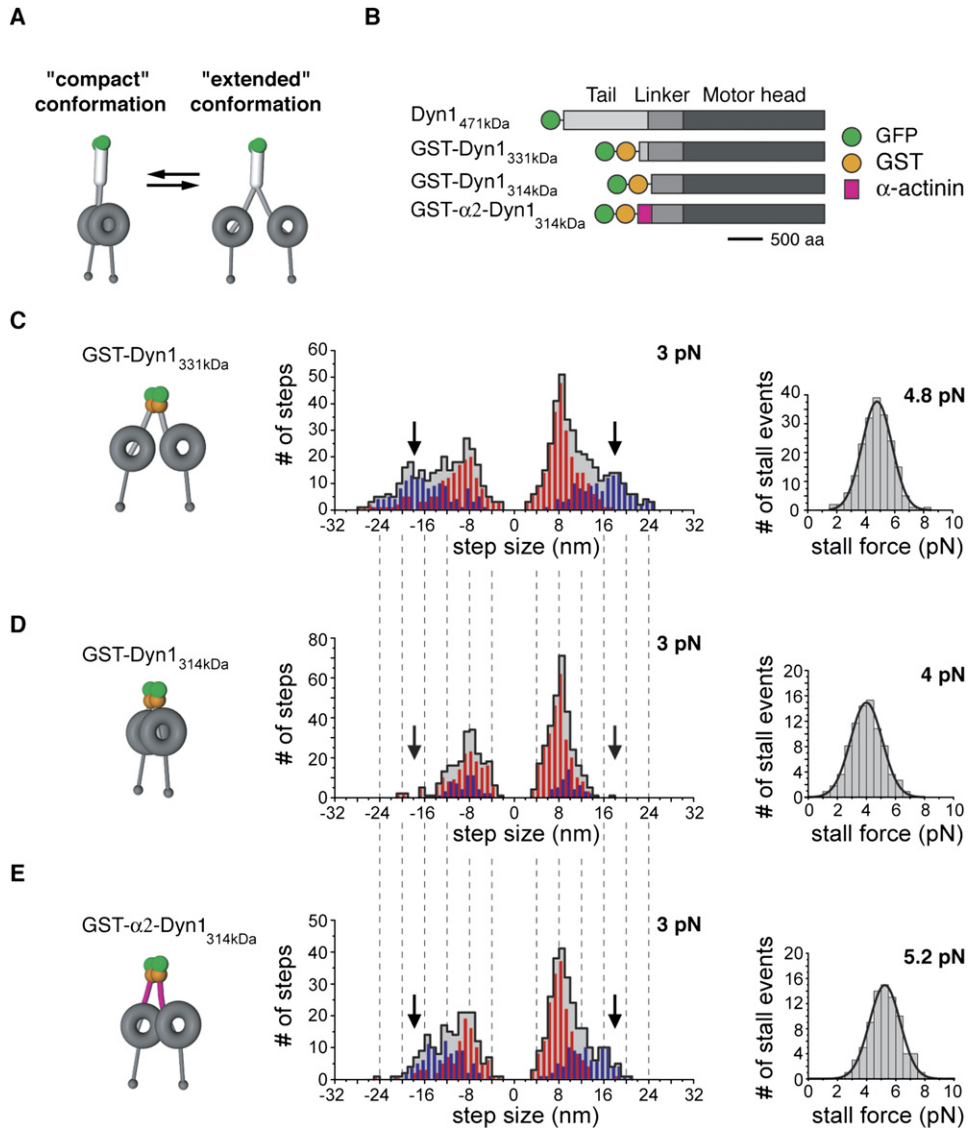 A
"compact" conformation
"extended" conformation
B
Tail Linker Motor head
Dyn1471kDa
GST-Dyn1331kDa
GST-Dyn1314kDa
GST-α2-Dyn1314kDa
GFP
GST
α-actinin
500 aa
C
GST-Dyn1331kDa
3 pN
# of steps
60
50
40
30
20
10
0
-32 -24 -16 -8 0 8 16 24 32
step size (nm)
4.8 pN
# of stall events
40
30
20
10
0
0 2 4 6 8 10
stall force (pN)
D
GST-Dyn1314kDa
3 pN
# of steps
80
60
40
20
0
-32 -24 -16 -8 0 8 16 24 32
step size (nm)
4 pN
# of stall events
20
16
12
8
4
0
0 2 4 6 8 10
stall force (pN)
E
GST-α2-Dyn1314kDa
3 pN
# of steps
50
40
30
20
10
0
-32 -24 -16 -8 0 8 16 24 32
step size (nm)
5.2 pN
# of stall events
20
16
12
8
4
0
0 2 4 6 8 10
stall force (pN)